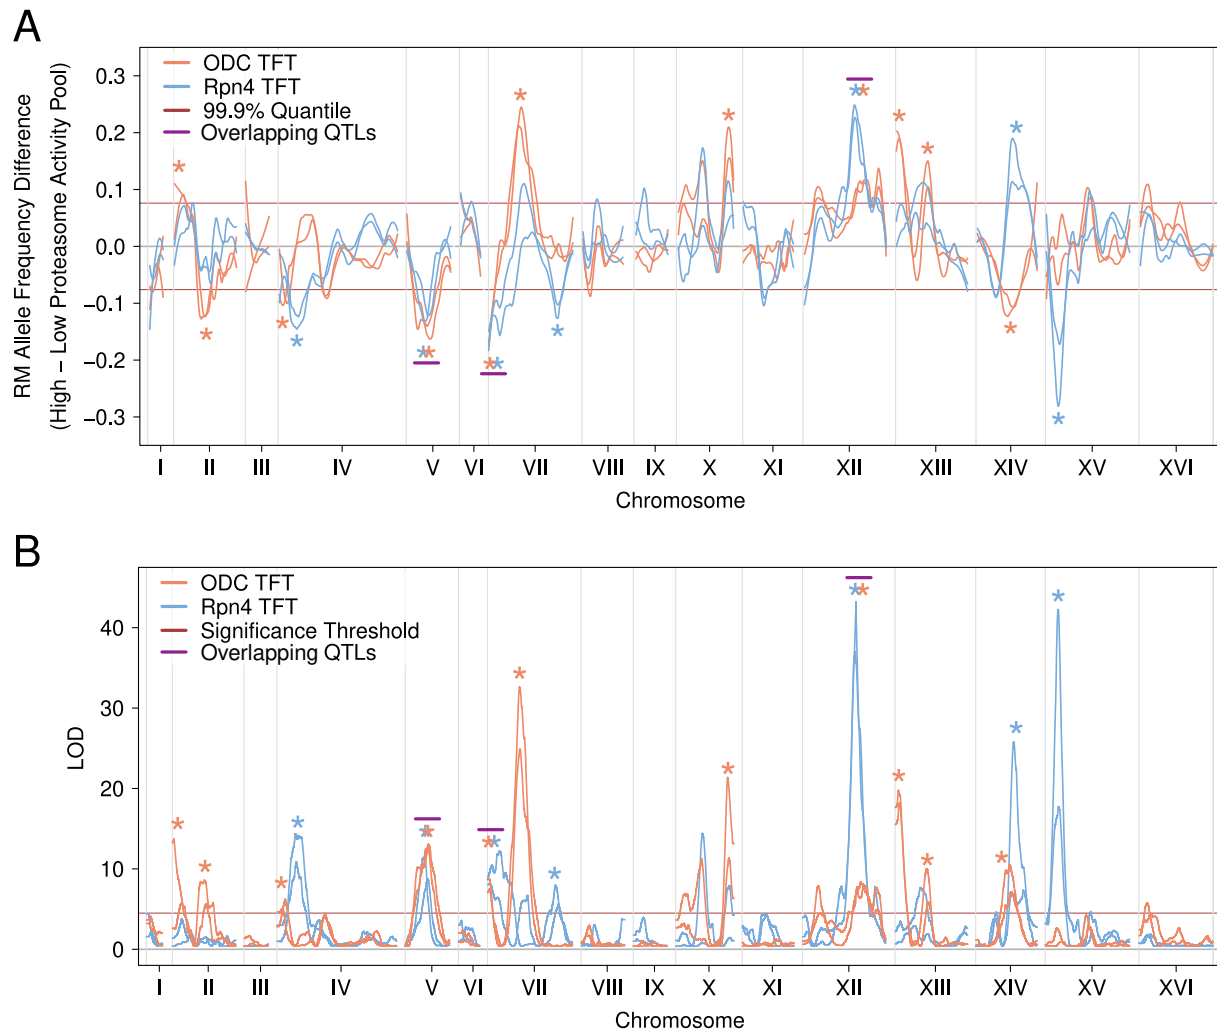 A
RM Allele Frequency Difference
(High − Low Proteasome Activity Pool)
0.3
0.2
0.1
0.0
−0.1
−0.2
−0.3
ODC TFT
Rpn4 TFT
99.9% Quantile
Overlapping QTLs
* * * * * * * * * * * * * * * * * * *
I II III IV V VI VII VIII IX X XI XII XIII XIV XV XVI
Chromosome
B
LOD
40
30
20
10
0
ODC TFT
Rpn4 TFT
Significance Threshold
Overlapping QTLs
* * * * * * * * * * * * * * * * * * *
I II III IV V VI VII VIII IX X XI XII XIII XIV XV XVI
Chromosome